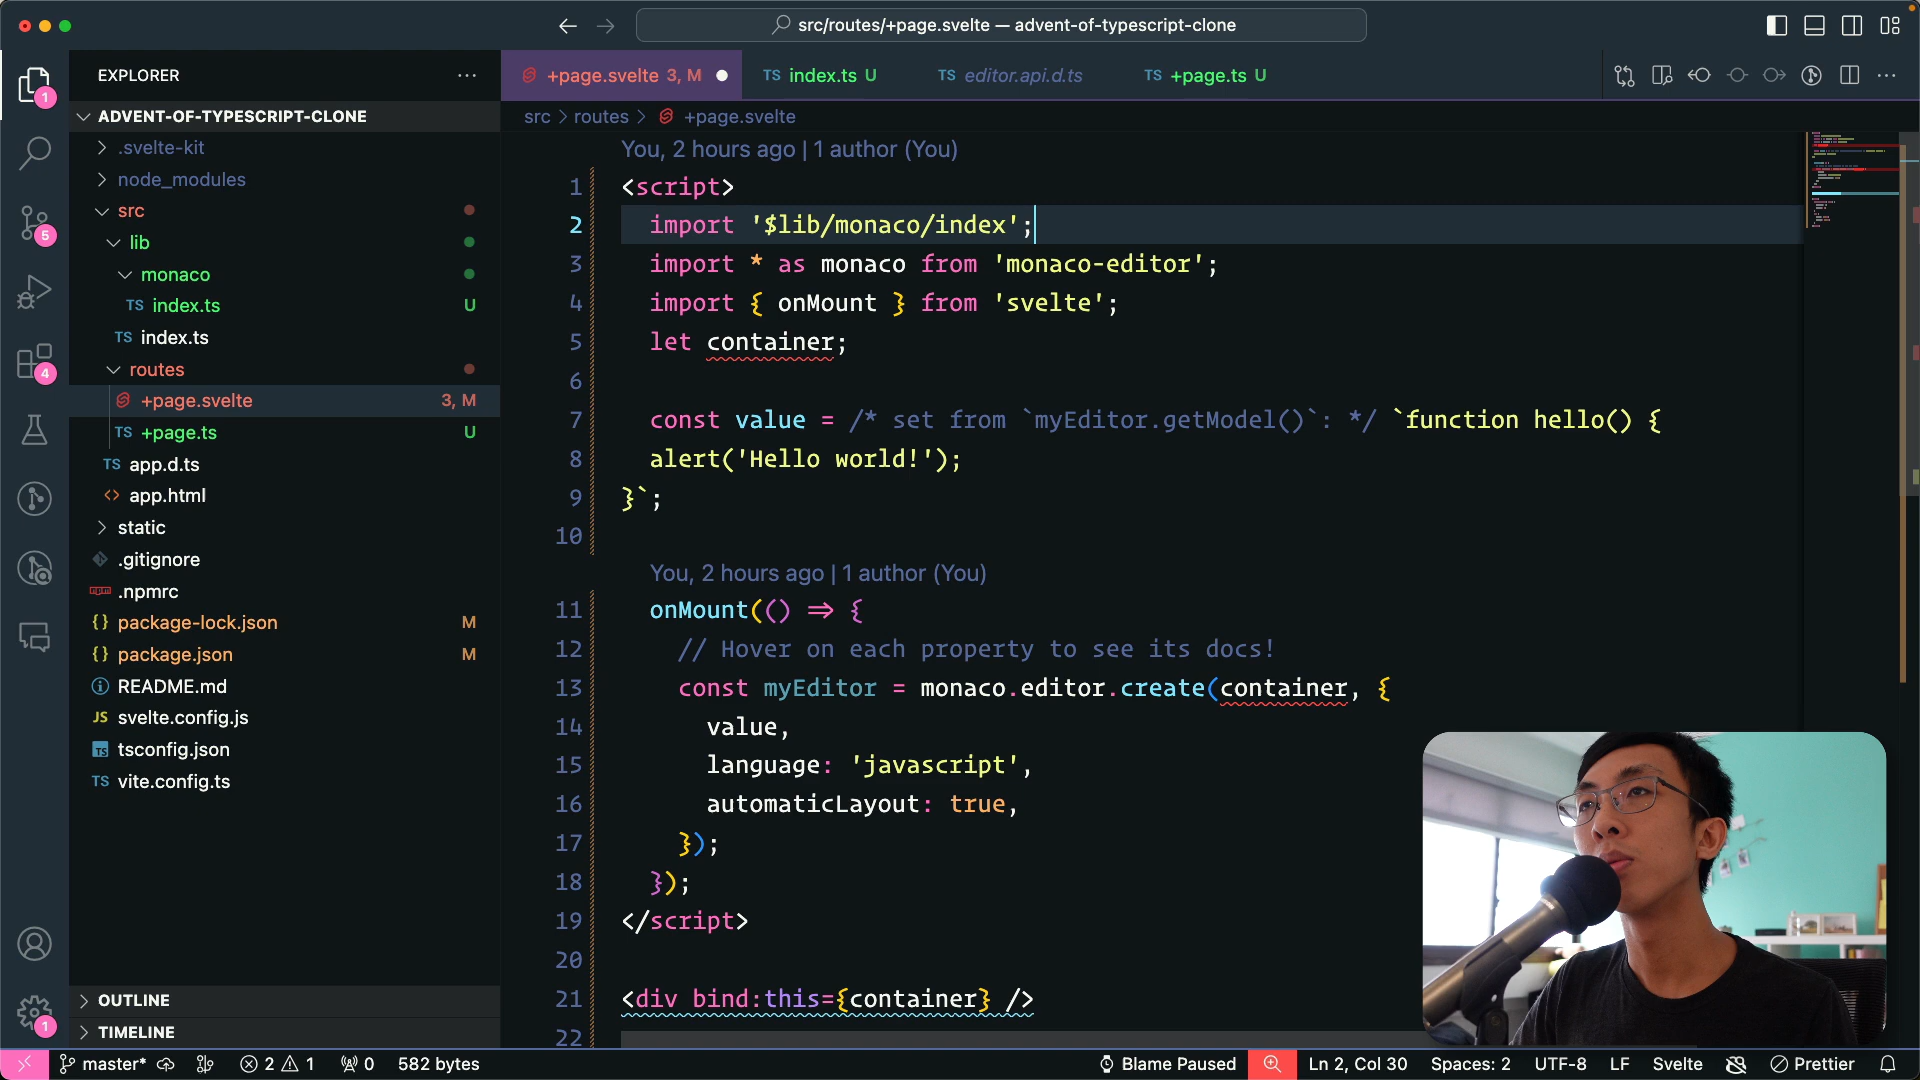 src/routes/+page.svelte — advent-of-typescript-clone
EXPLORER
+page.svelte 3, M
TS index.ts U
TS editor.api.d.ts
TS +page.ts U
ADVENT-OF-TYPESCRIPT-CLONE
src > routes > +page.svelte
.svelte-kit
node_modules
src
lib
monaco
TS index.ts U
TS index.ts
routes
+page.svelte 3, M
TS +page.ts U
TS app.d.ts
<> app.html
static
.gitignore
.npmrc
{} package-lock.json M
{} package.json M
README.md
JS svelte.config.js
TS tsconfig.json
TS vite.config.ts
OUTLINE
TIMELINE
1
5
4
1
You, 2 hours ago | 1 author (You)
1 <script>
2 import '$lib/monaco/index';
3 import * as monaco from 'monaco-editor';
4 import { onMount } from 'svelte';
5 let container;
6
7 const value = /* set from `myEditor.getModel()`: */ `function hello() {
8 alert('Hello world!');
9 }`;
10
You, 2 hours ago | 1 author (You)
11 onMount(() => {
12 // Hover on each property to see its docs!
13 const myEditor = monaco.editor.create(container, {
14 value,
15 language: 'javascript',
16 automaticLayout: true,
17 });
18 });
19 </script>
20
21 <div bind:this={container} />
22
master* 2 1 0 582 bytes
Blame Paused Ln 2, Col 30 Spaces: 2 UTF-8 LF Svelte Prettier